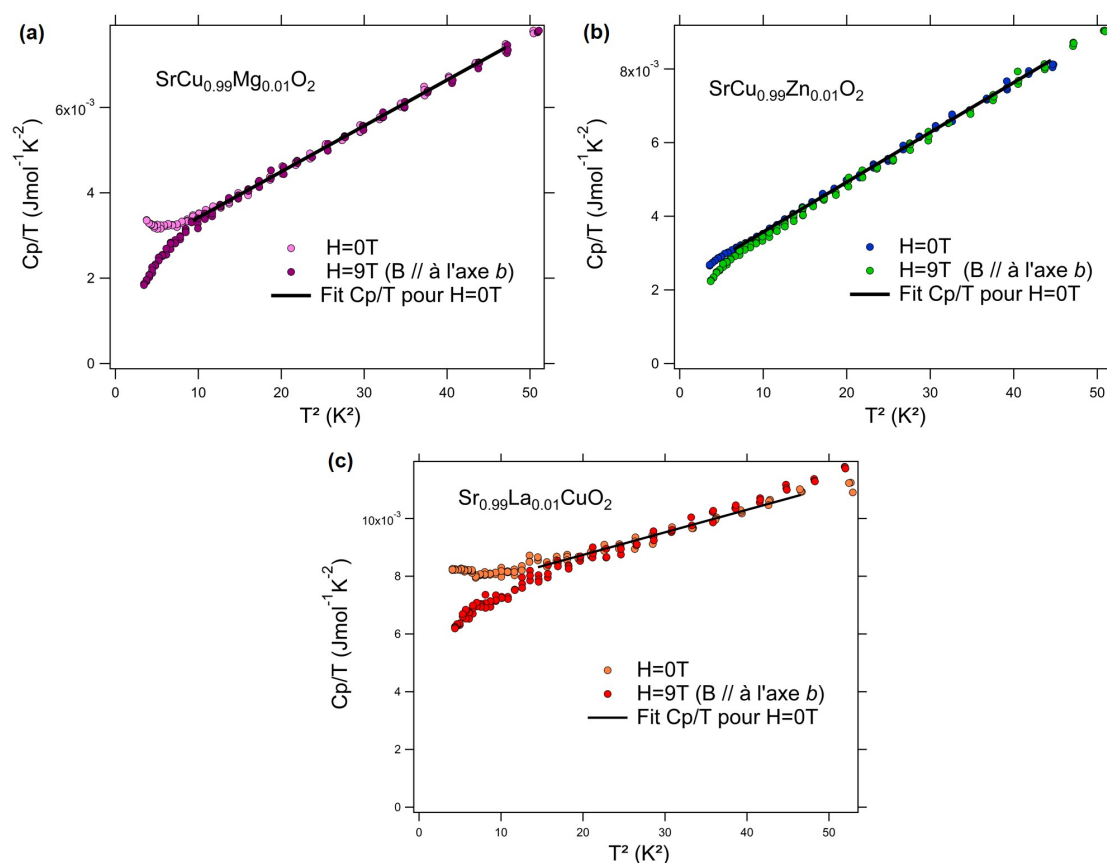 (a)
SrCu0.99Mg0.01O2
Cp/T (Jmol⁻¹K⁻²)
6x10⁻³
4
2
0
H=0T
H=9T (B // à l'axe b)
Fit Cp/T pour H=0T
0 10 20 30 40 50
T² (K²)
(b)
SrCu0.99Zn0.01O2
Cp/T (Jmol⁻¹K⁻²)
8x10⁻³
6
4
2
0
H=0T
H=9T (B // à l'axe b)
Fit Cp/T pour H=0T
0 10 20 30 40 50
T² (K²)
(c)
Sr0.99La0.01CuO2
Cp/T (Jmol⁻¹K⁻²)
10x10⁻³
8
6
4
2
0
H=0T
H=9T (B // à l'axe b)
Fit Cp/T pour H=0T
0 10 20 30 40 50
T² (K²)